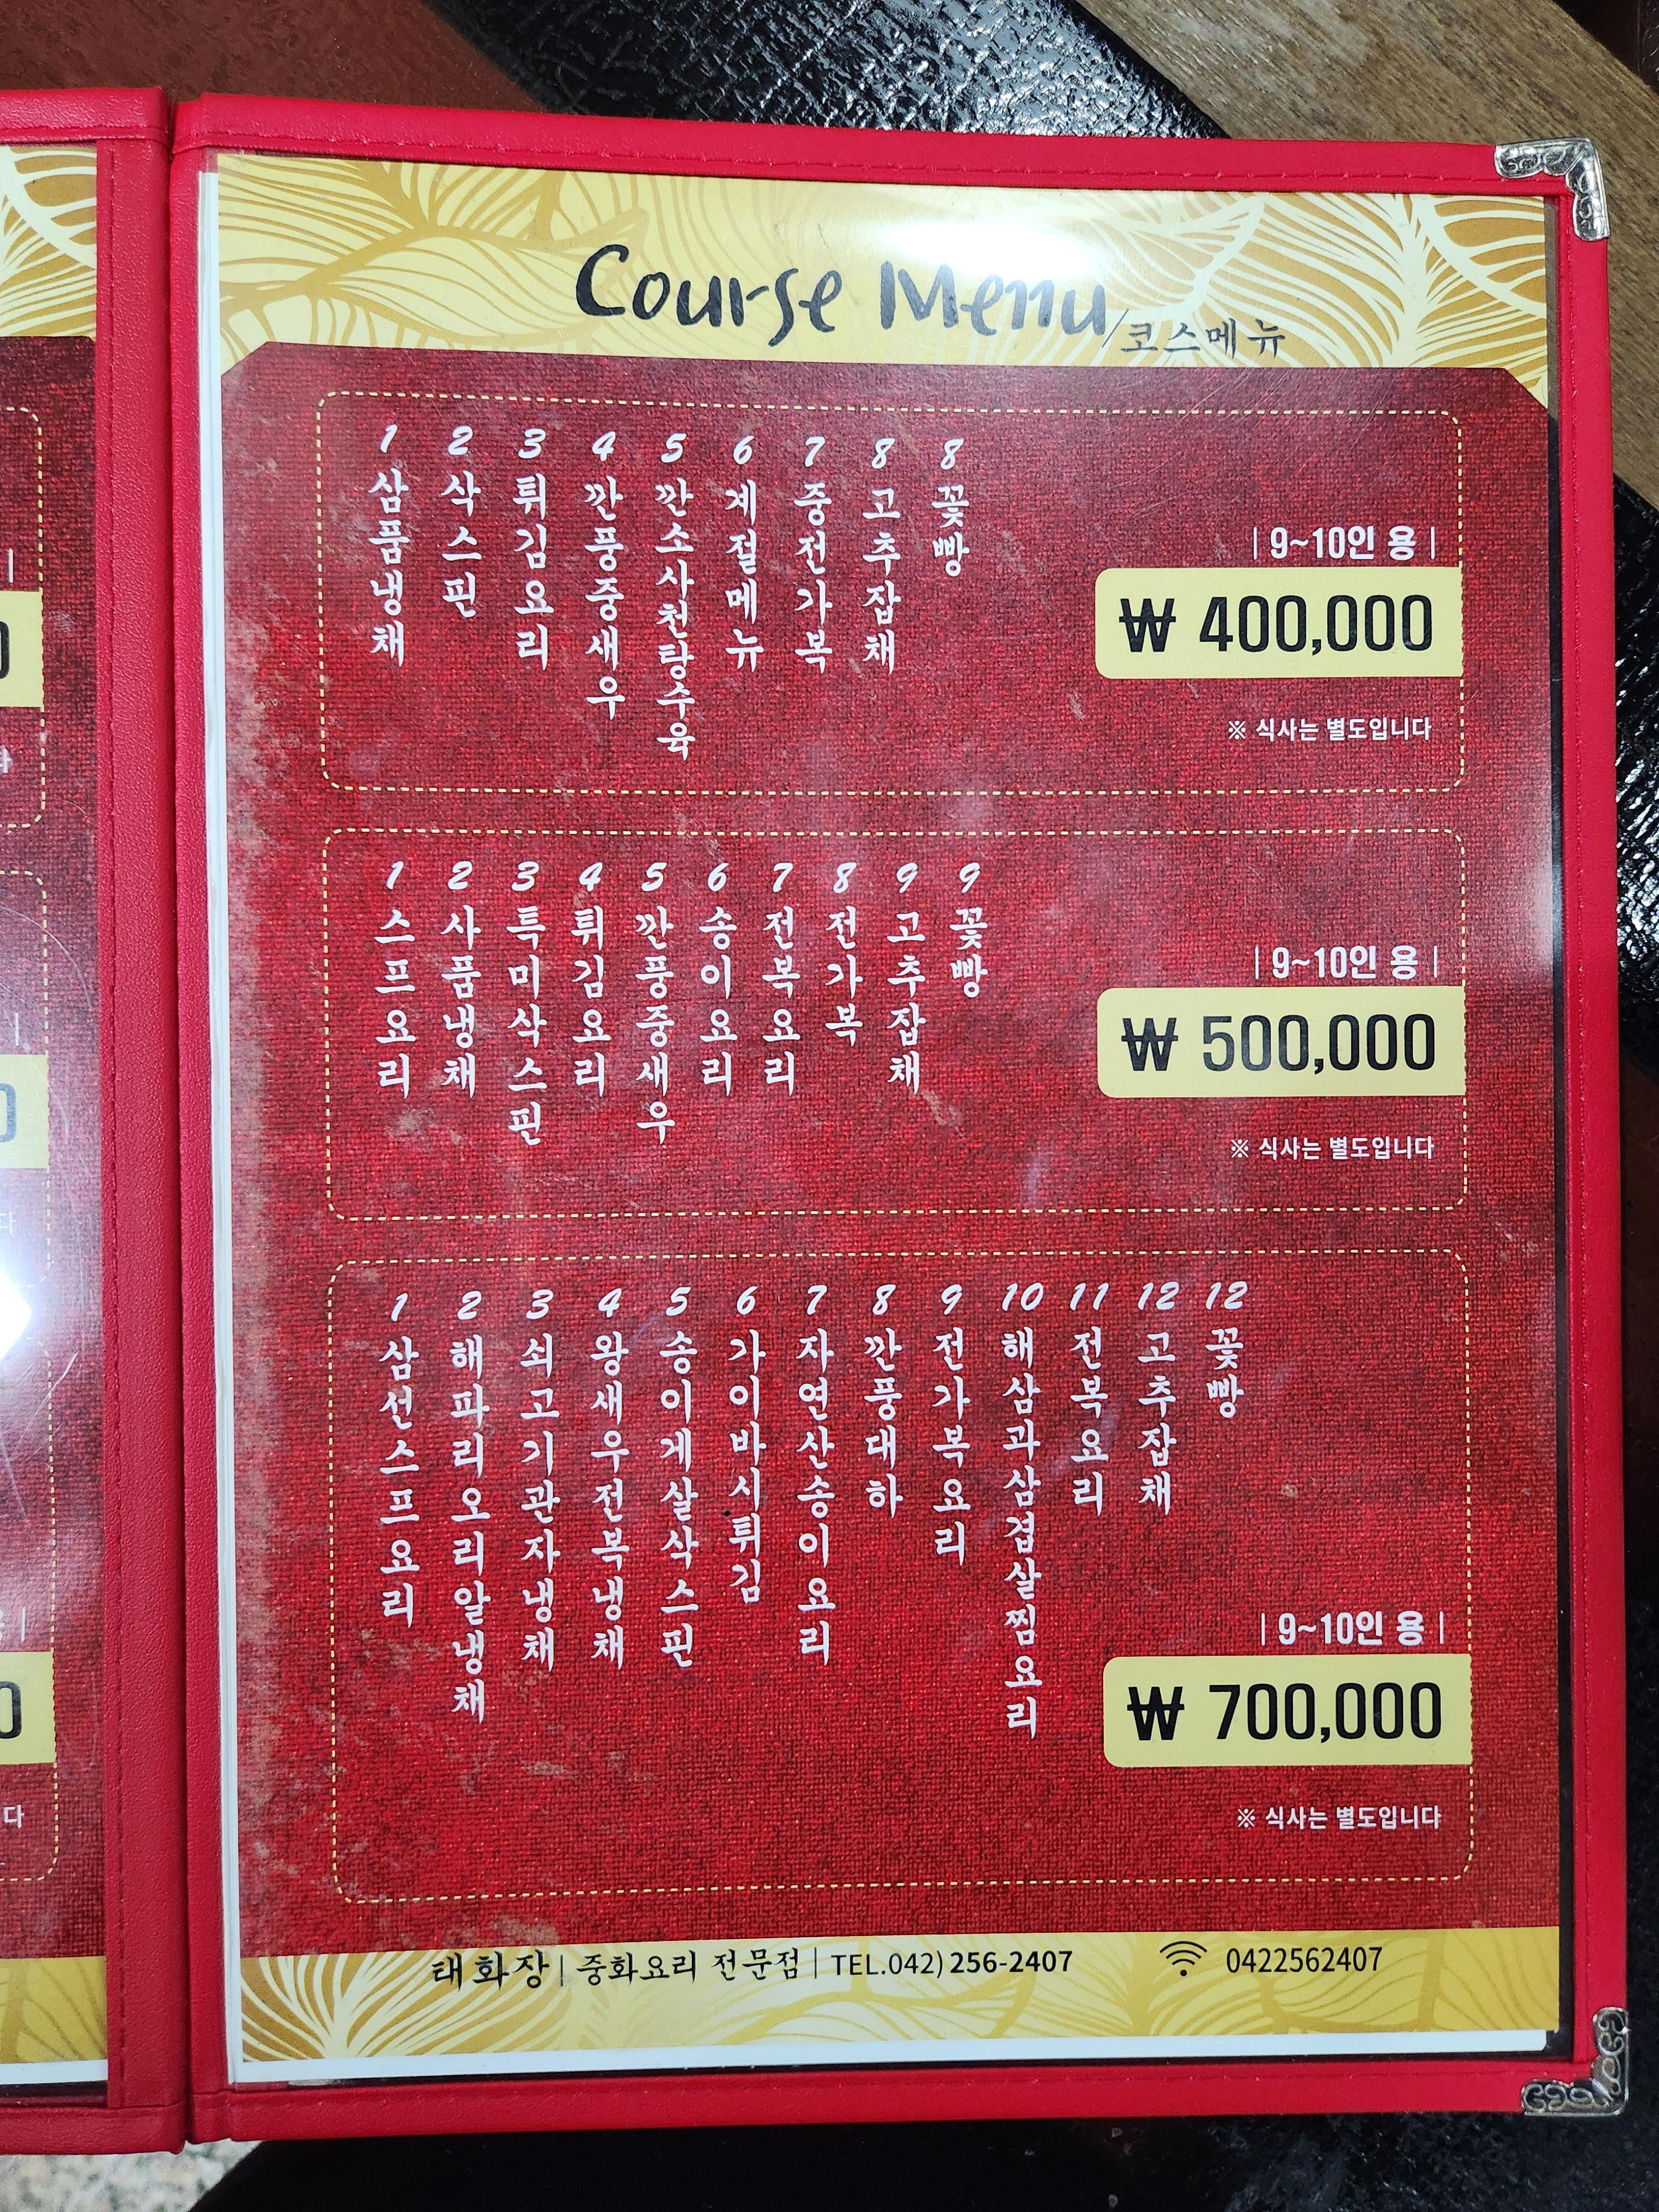 Course Menu / 코스메뉴
1 삼품냉채
2 삭스핀
3 튀김요리
4 깐풍중새우
5 깐소사천탕수육
6 계절메뉴
7 중전가복
8 고추잡채
8 꽃빵
| 9~10인 용 |
₩ 400,000
※ 식사는 별도입니다
1 스프요리
2 사품냉채
3 특미삭스핀
4 튀김요리
5 깐풍중새우
6 송이요리
7 전복요리
8 전가복
9 고추잡채
9 꽃빵
| 9~10인 용 |
₩ 500,000
※ 식사는 별도입니다
1 삼선스프요리
2 해파리오리알냉채
3 쇠고기관자냉채
4 왕새우전복냉채
5 송이게살삭스핀
6 가이바시튀김
7 자연산송이요리
8 깐풍대하
9 전가복요리
10 해삼과삼겹살찜요리
11 전복요리
12 고추잡채
12 꽃빵
| 9~10인 용 |
₩ 700,000
※ 식사는 별도입니다
태화장 | 중화요리 전문점 | TEL.042) 256-2407 0422562407